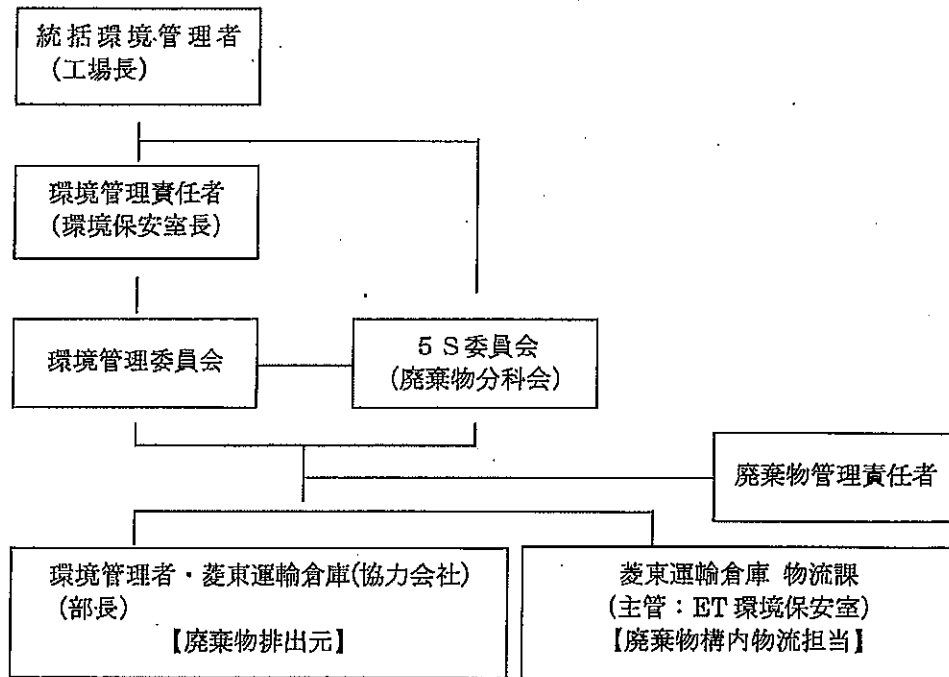 統括環境管理者
(工場長)
環境管理責任者
(環境保安室長)
環境管理委員会
5S委員会
(廃棄物分科会)
廃棄物管理責任者
環境管理者・菱東運輸倉庫(協力会社)
(部長)
【廃棄物排出元】
菱東運輸倉庫 物流課
(主管：ET環境保安室)
【廃棄物構内物流担当】